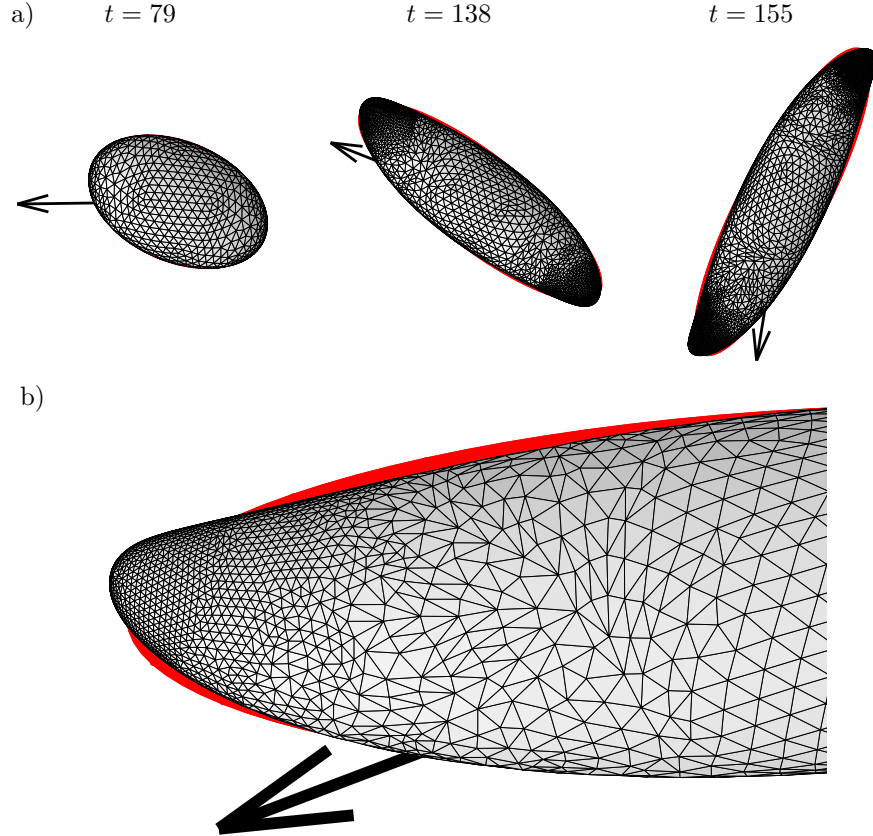 a) t = 79 t = 138 t = 155
b)